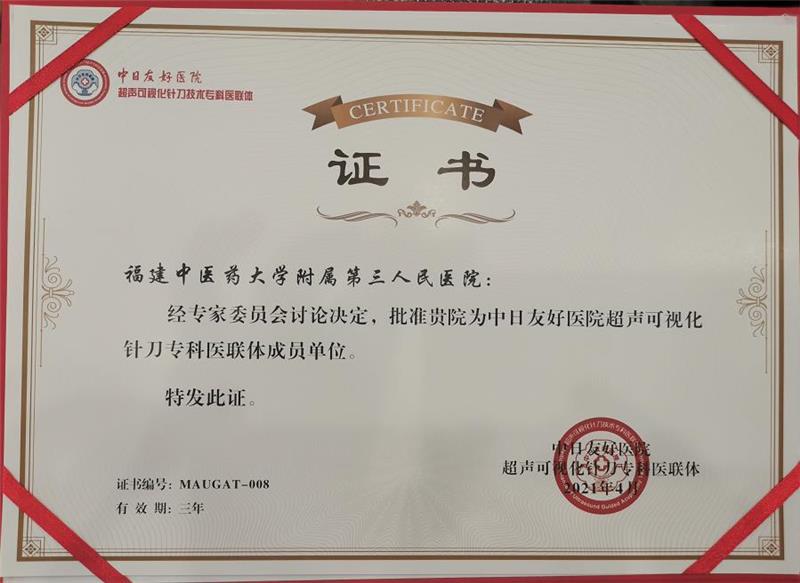 中日友好医院
超声可视化针刀技术专科医联体
CERTIFICATE
证 书
福建中医药大学附属第三人民医院：
经专家委员会讨论决定，批准贵院为中日友好医院超声可视化
针刀专科医联体成员单位。
特发此证。
中日友好医院
超声可视化针刀专科医联体
2021年4月
证书编号：MAUGAT-008
有 效 期：三年